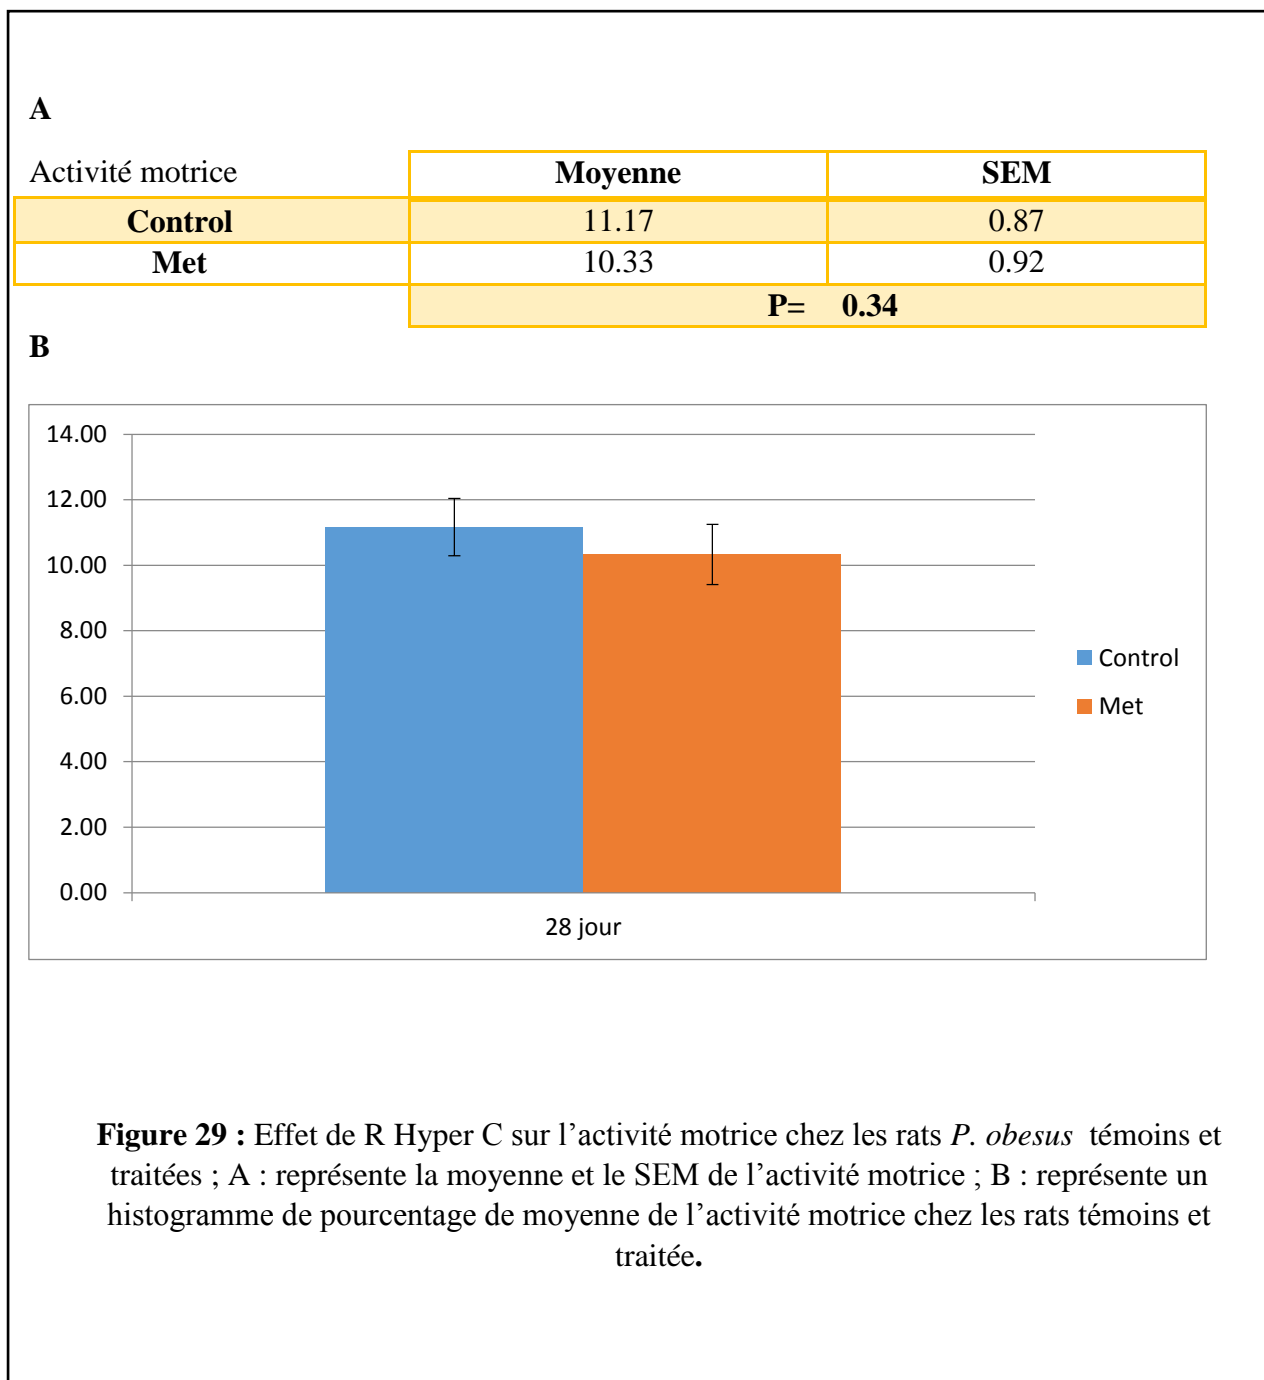 A
Activité motrice Moyenne SEM
Control 11.17 0.87
Met 10.33 0.92
P= 0.34
B
14.00
12.00
10.00
8.00
6.00
4.00
2.00
0.00
28 jour
Control
Met
Figure 29 : Effet de R Hyper C sur l’activité motrice chez les rats P. obesus témoins et
traitées ; A : représente la moyenne et le SEM de l’activité motrice ; B : représente un
histogramme de pourcentage de moyenne de l’activité motrice chez les rats témoins et
traitée.